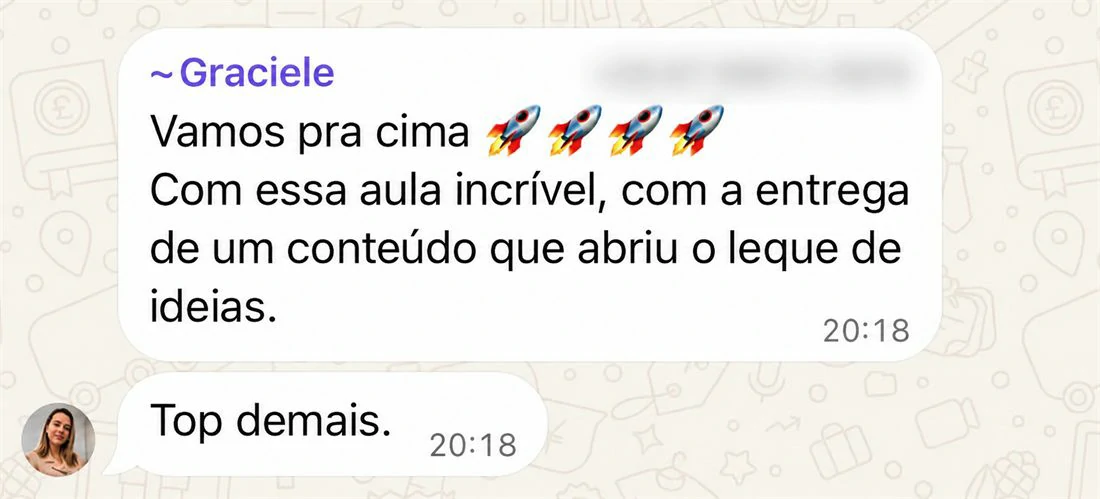 ~Graciele
Vamos pra cima 🚀🚀🚀🚀
Com essa aula incrível, com a entrega
de um conteúdo que abriu o leque de
ideias.
20:18
Top demais.
20:18